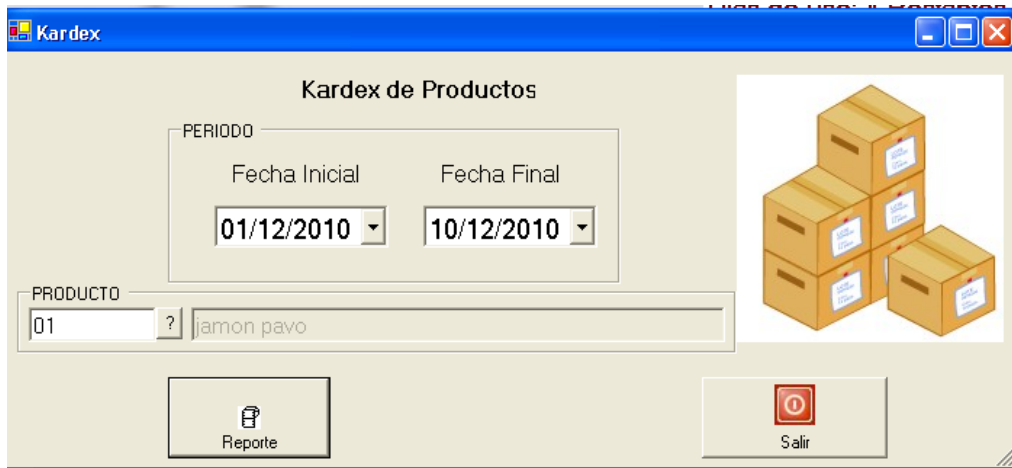 Kardex
Kardex de Productos
PERIODO
Fecha Inicial Fecha Final
01/12/2010 10/12/2010
PRODUCTO
01 ? jamon pavo
Reporte Salir